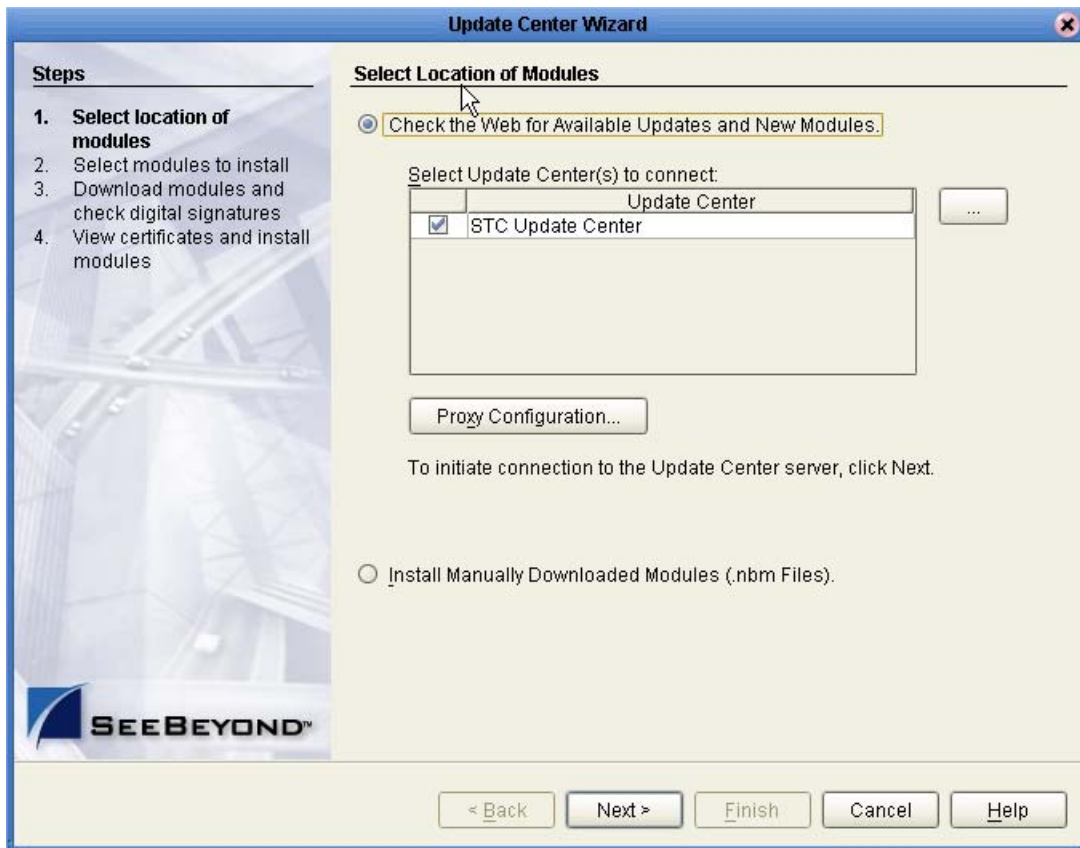 Update Center Wizard
Steps
1. Select location of
modules
2. Select modules to install
3. Download modules and
check digital signatures
4. View certificates and install
modules
SEEBEYOND™
Select Location of Modules
Check the Web for Available Updates and New Modules.
Select Update Center(s) to connect:
Update Center
STC Update Center
...
Proxy Configuration...
To initiate connection to the Update Center server, click Next.
Install Manually Downloaded Modules (.nbm Files).
< Back
Next >
Finish
Cancel
Help